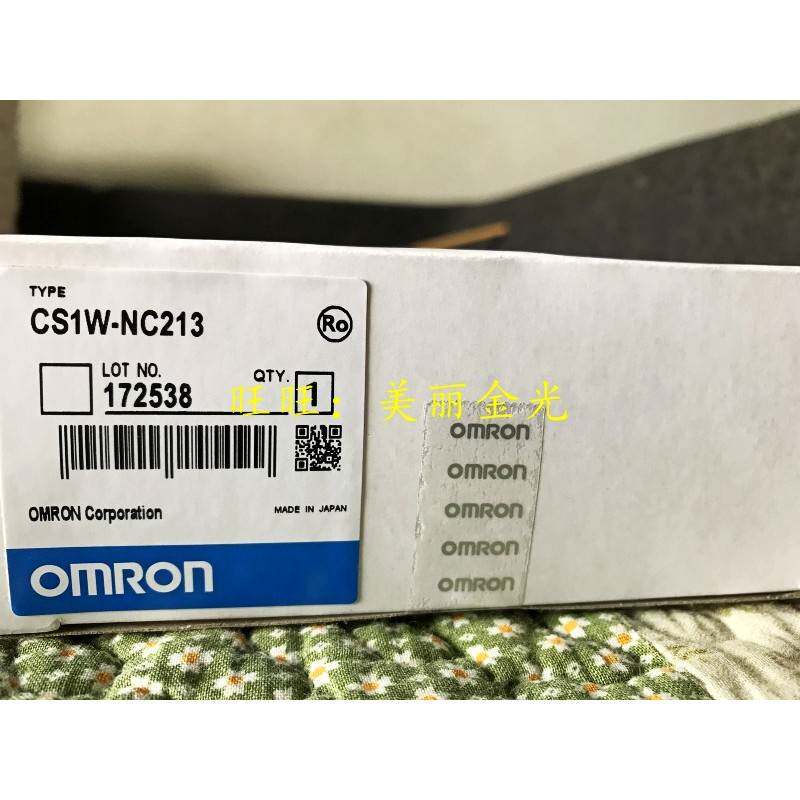 TYPE
CS1W-NC213
Ro
LOT NO.
172538
QTY.
1
旺旺：美丽金光
OMRON Corporation
MADE IN JAPAN
OMRON
OMRON
OMRON
OMRON
OMRON
OMRON